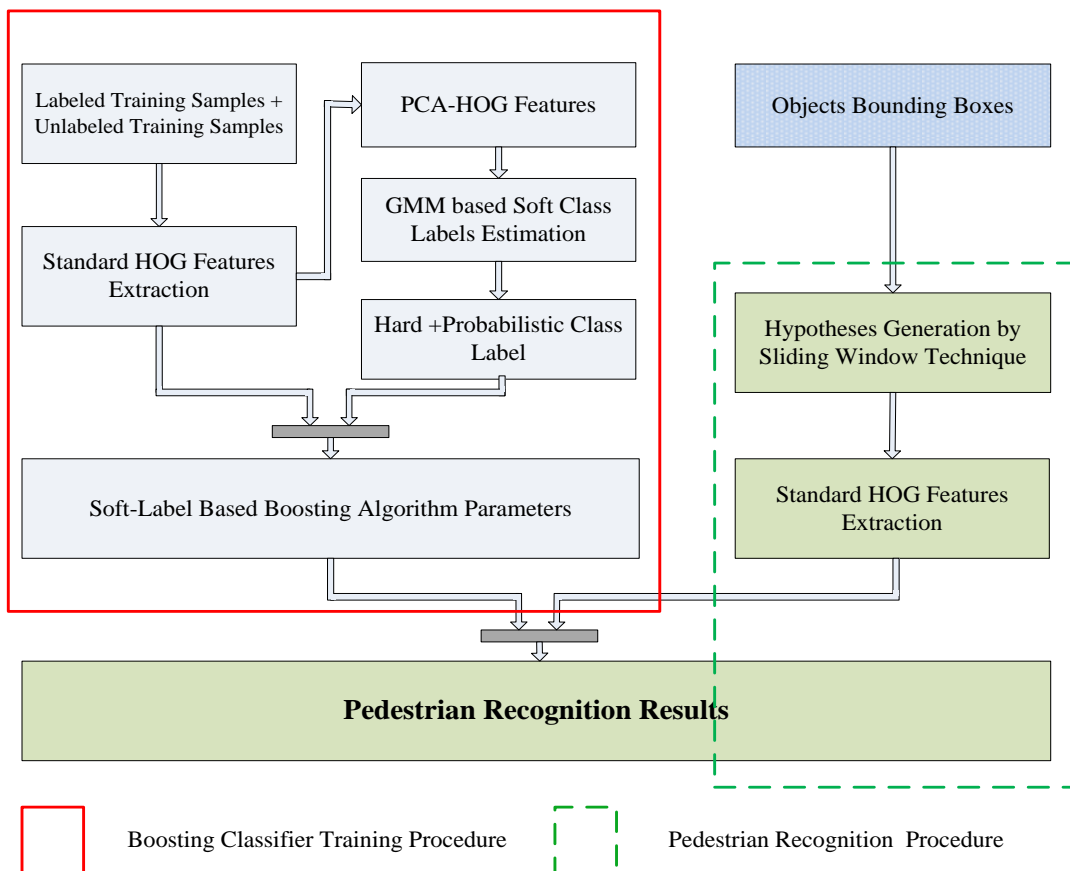 Labeled Training Samples +
Unlabeled Training Samples
Standard HOG Features
Extraction
PCA-HOG Features
GMM based Soft Class
Labels Estimation
Hard +Probabilistic Class
Label
Soft-Label Based Boosting Algorithm Parameters
Objects Bounding Boxes
Hypotheses Generation by
Sliding Window Technique
Standard HOG Features
Extraction
Pedestrian Recognition Results
Boosting Classifier Training Procedure
Pedestrian Recognition Procedure